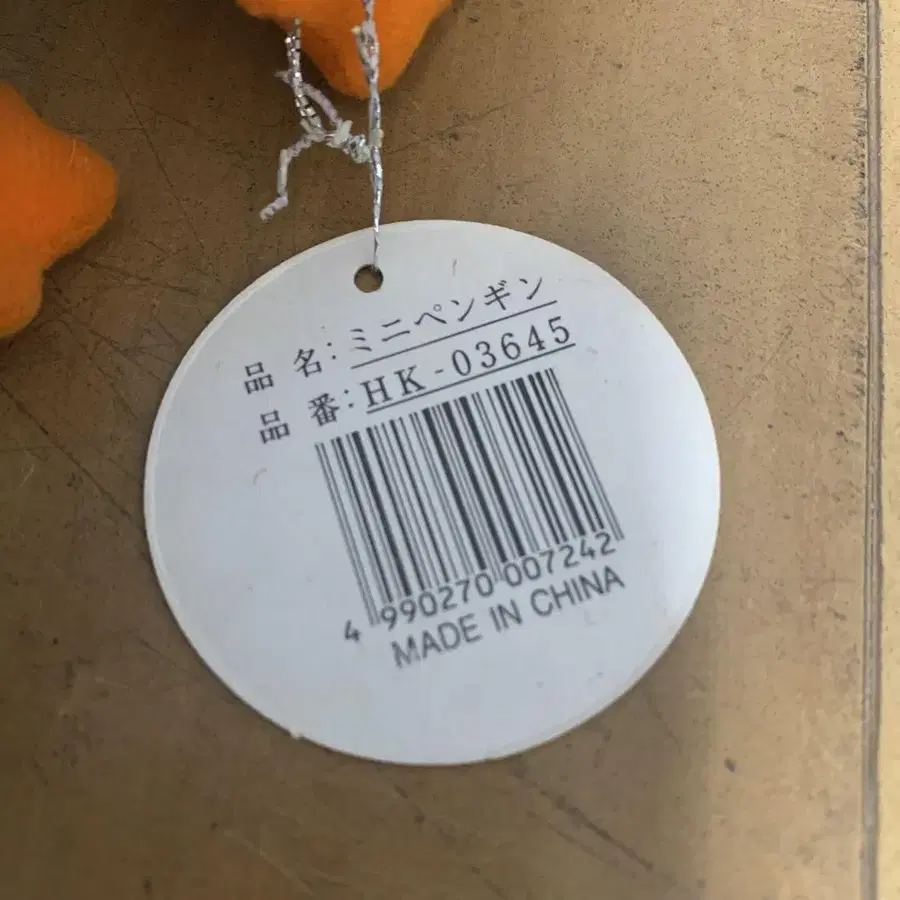 品 名:ミニペンギン
品 番:HK-03645
4 990270 007242
MADE IN CHINA